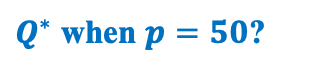 Q* when p = 50?